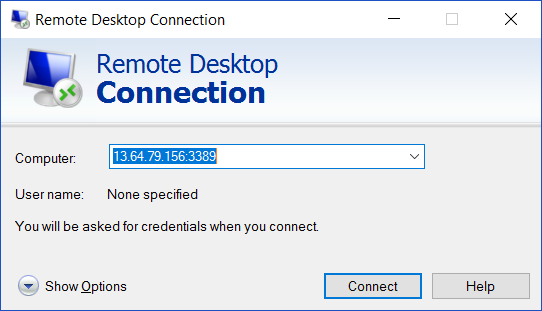 Remote Desktop Connection
Remote Desktop
Connection
Computer: 13.64.79.156:3389
User name: None specified
You will be asked for credentials when you connect.
Show Options Connect Help